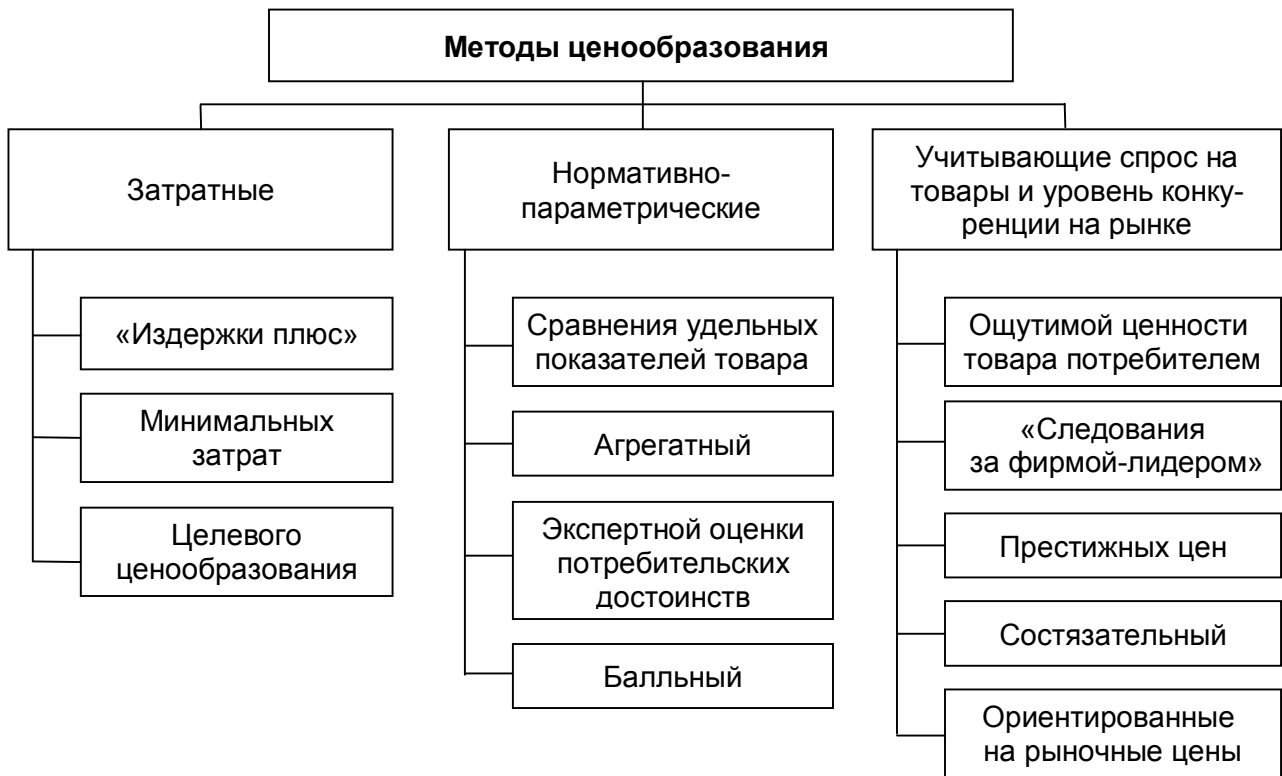 Методы ценообразования
Затратные
«Издержки плюс»
Минимальных
затрат
Целевого
ценообразования
Нормативно-
параметрические
Сравнения удельных
показателей товара
Агрегатный
Экспертной оценки
потребительских
достоинств
Балльный
Учитывающие спрос на
товары и уровень конку-
ренции на рынке
Ощутимой ценности
товара потребителем
«Следования
за фирмой-лидером»
Престижных цен
Состязательный
Ориентированные
на рыночные цены